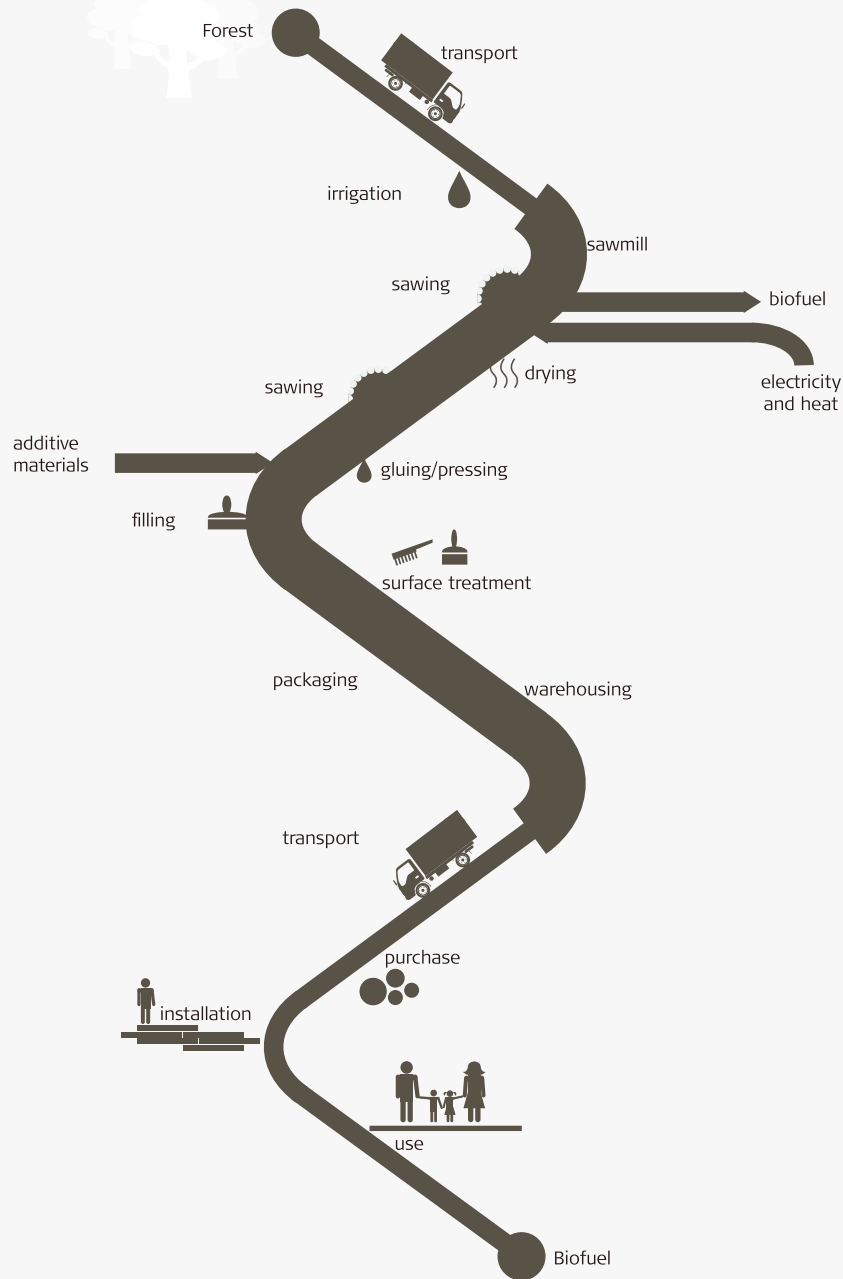 Forest
transport
irrigation
sawmill
sawing
biofuel
drying
electricity
and heat
sawing
additive
materials
gluing/pressing
filling
surface treatment
packaging
warehousing
transport
purchase
installation
use
Biofuel